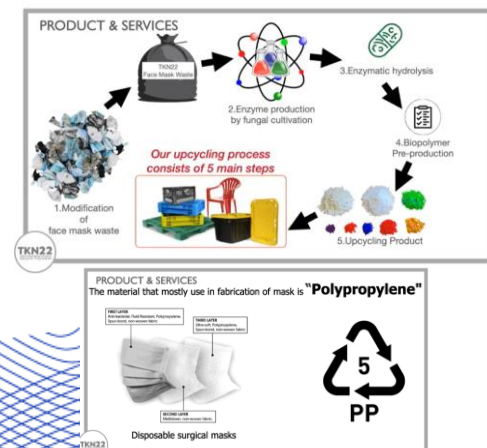 PRODUCT & SERVICES
TKN22
Face Mask Waste
2.Enzyme production
by fungal cultivation
3.Enzymatic hydrolysis
4.Biopolymer
Pre-production
Our upcycling process
consists of 5 main steps
1.Modification
of
face mask waste
5.Upcycling Product
TKN22
PRODUCT & SERVICES
The material that mostly use in fabrication of mask is "Polypropylene"
FIRST LAYER
THIRD LAYER
SECOND LAYER
Disposable surgical masks
5
PP
TKN22